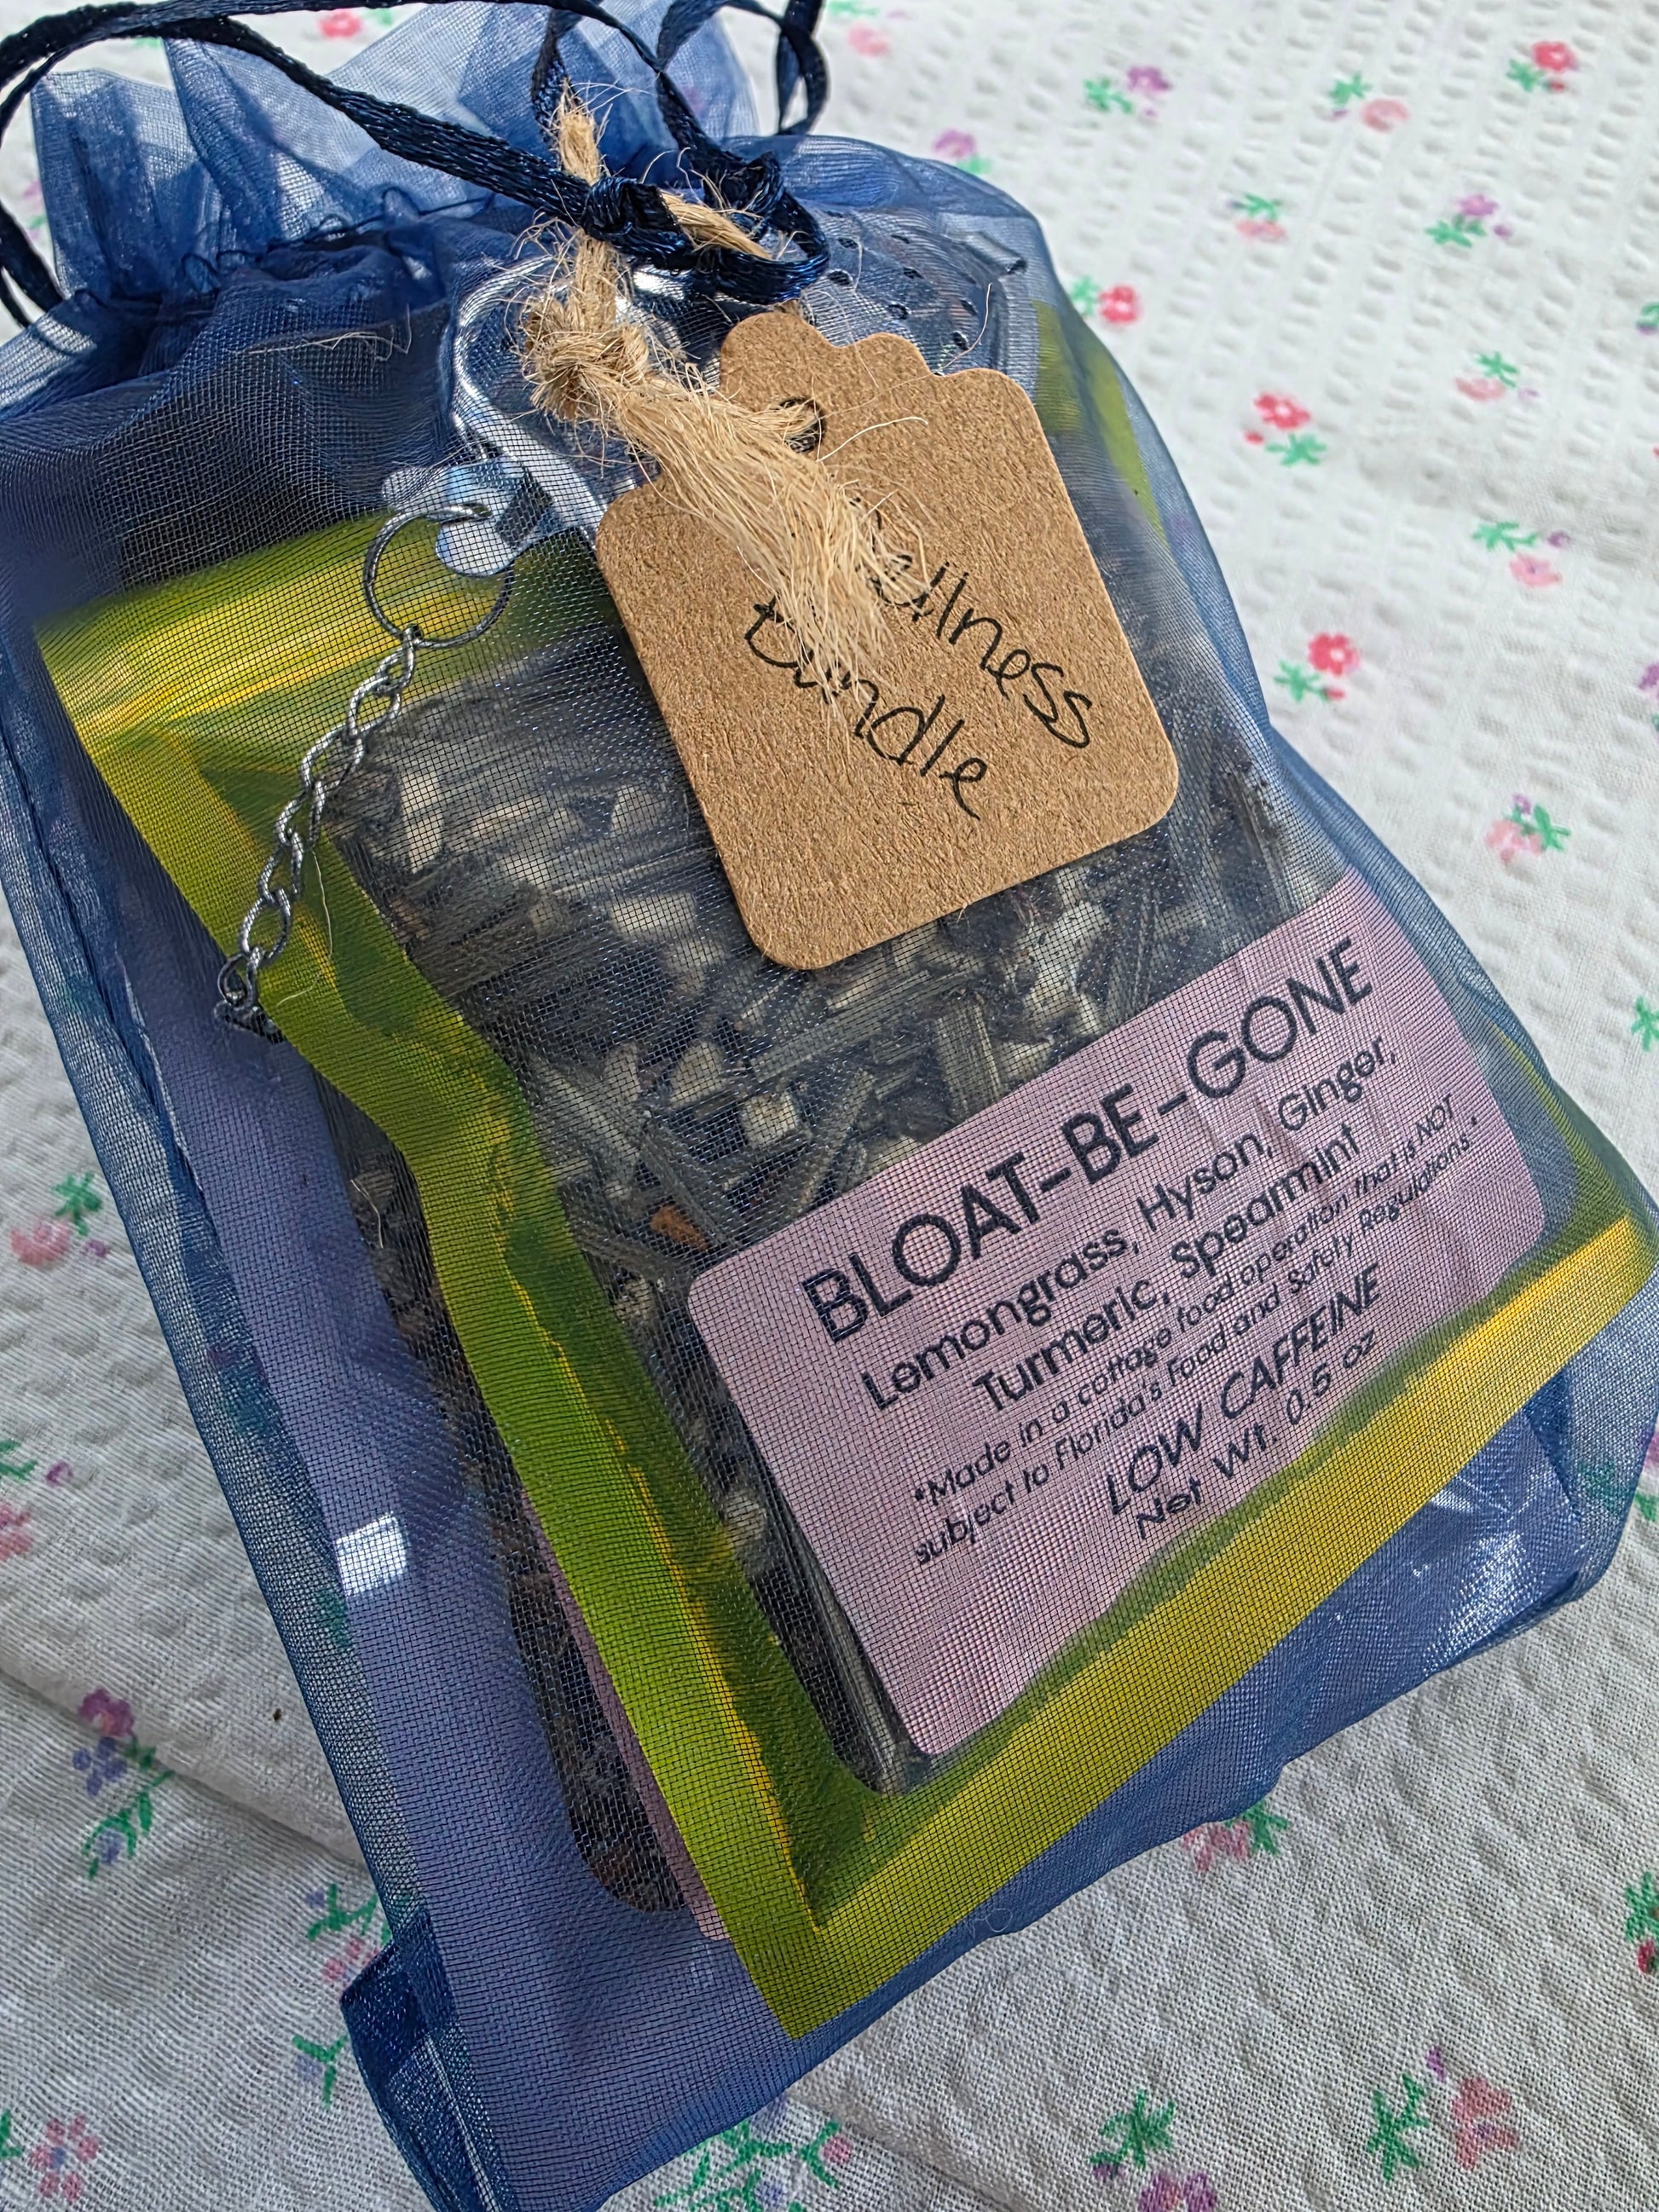 Wellness
Bundle
BLOAT-BE-GONE
Lemongrass, Hyson, Ginger,
Turmeric, Spearmint
*Made in a cottage food operation that is NOT
subject to Florida's Food and Safety Regulations*.
LOW CAFFEINE
Net Wt. 0.5 oz